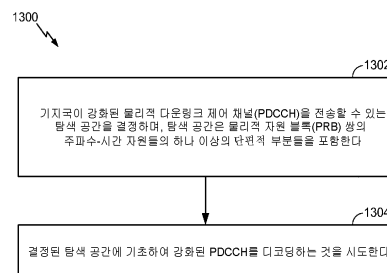 1300
1302
기지국이 강화된 물리적 다운링크 제어 채널(PDCCH)을 전송할 수 있는
탐색 공간을 결정하며, 탐색 공간은 물리적 자원 블록(PRB) 쌍의
주파수-시간 자원들의 하나 이상의 단편적 부분들을 포함한다
1304
결정된 탐색 공간에 기초하여 강화된 PDCCH를 디코딩하는 것을 시도한다